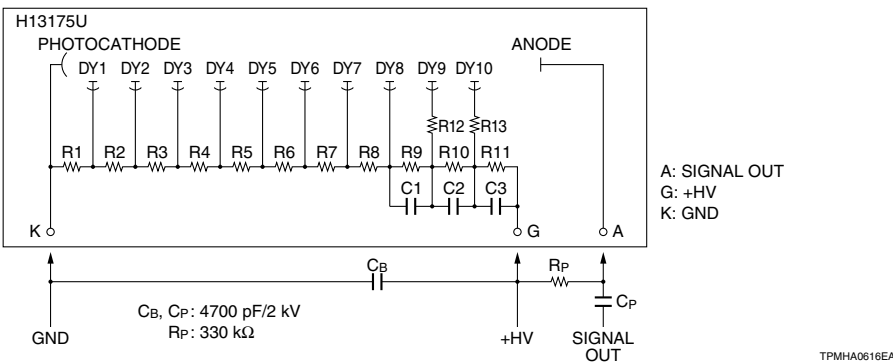 H13175U
PHOTOCATHODE
ANODE
DY1 DY2 DY3 DY4 DY5 DY6 DY7 DY8 DY9 DY10
R12 R13
R1 R2 R3 R4 R5 R6 R7 R8 R9 R10 R11
C1 C2 C3
K G A
A: SIGNAL OUT
G: +HV
K: GND
CB RP
CP
CB, CP: 4700 pF/2 kV
RP: 330 kΩ
GND +HV SIGNAL
OUT
TPMHA0616EA